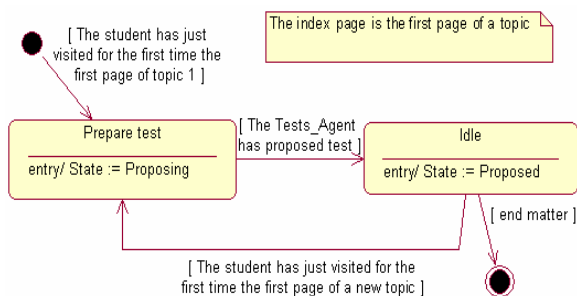 [ The student has just
visited for the first time the
first page of topic 1 ]
The index page is the first page of a topic
Prepare test
entry/ State := Proposing
[ The Tests_Agent
has proposed test ]
Idle
entry/ State := Proposed
[ end matter ]
[ The student has just visited for the
first time the first page of a new topic ]